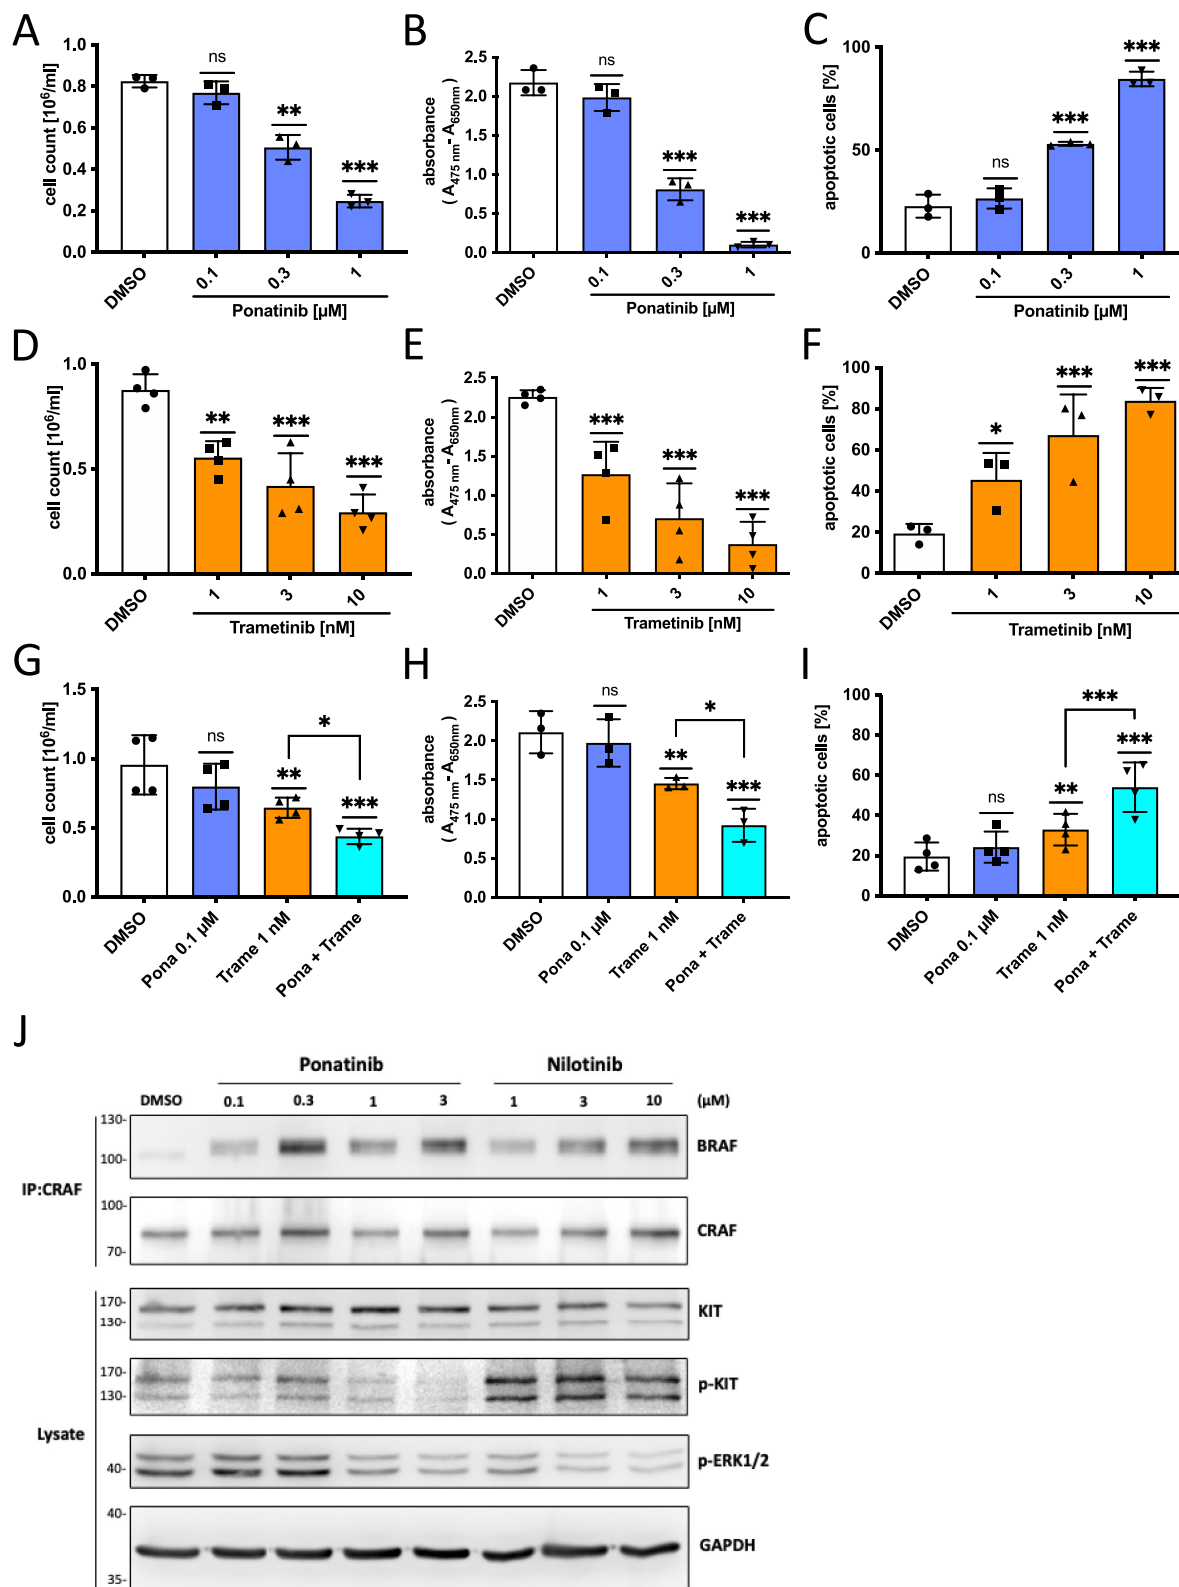 A
cell count [10⁶/ml]
1.0
0.8
0.6
0.4
0.2
0.0
ns
**
***
DMSO
0.1
0.3
1
Ponatinib [µM]
B
absorbance
( A475 nm- A650nm )
2.5
2.0
1.5
1.0
0.5
0.0
ns
***
***
DMSO
0.1
0.3
1
Ponatinib [µM]
C
apoptotic cells [%]
100
50
0
ns
***
***
DMSO
0.1
0.3
1
Ponatinib [µM]
D
cell count [10⁶/ml]
1.0
0.5
0.0
**
***
***
DMSO
1
3
10
Trametinib [nM]
E
absorbance
( A475 nm- A650nm )
2.5
2.0
1.5
1.0
0.5
0.0
***
***
***
DMSO
1
3
10
Trametinib [nM]
F
apoptotic cells [%]
100
80
60
40
20
0
*
***
***
DMSO
1
3
10
Trametinib [nM]
G
cell count [10⁶/ml]
1.5
1.0
0.5
0.0
ns
**
***
*
DMSO
Pona 0.1 µM
Trame 1 nM
Pona + Trame
H
absorbance
( A475 nm- A650nm )
2.5
2.0
1.5
1.0
0.5
0.0
ns
**
***
*
DMSO
Pona 0.1 µM
Trame 1 nM
Pona + Trame
I
apoptotic cells [%]
100
80
60
40
20
0
ns
**
***
***
DMSO
Pona 0.1 µM
Trame 1 nM
Pona + Trame
J
Ponatinib Nilotinib
DMSO 0.1 0.3 1 3 1 3 10 (µM)
IP:CRAF
130-
100-
BRAF
100-
70-
CRAF
Lysate
170-
130-
KIT
170-
130-
p-KIT
40-
p-ERK1/2
40-
35-
GAPDH